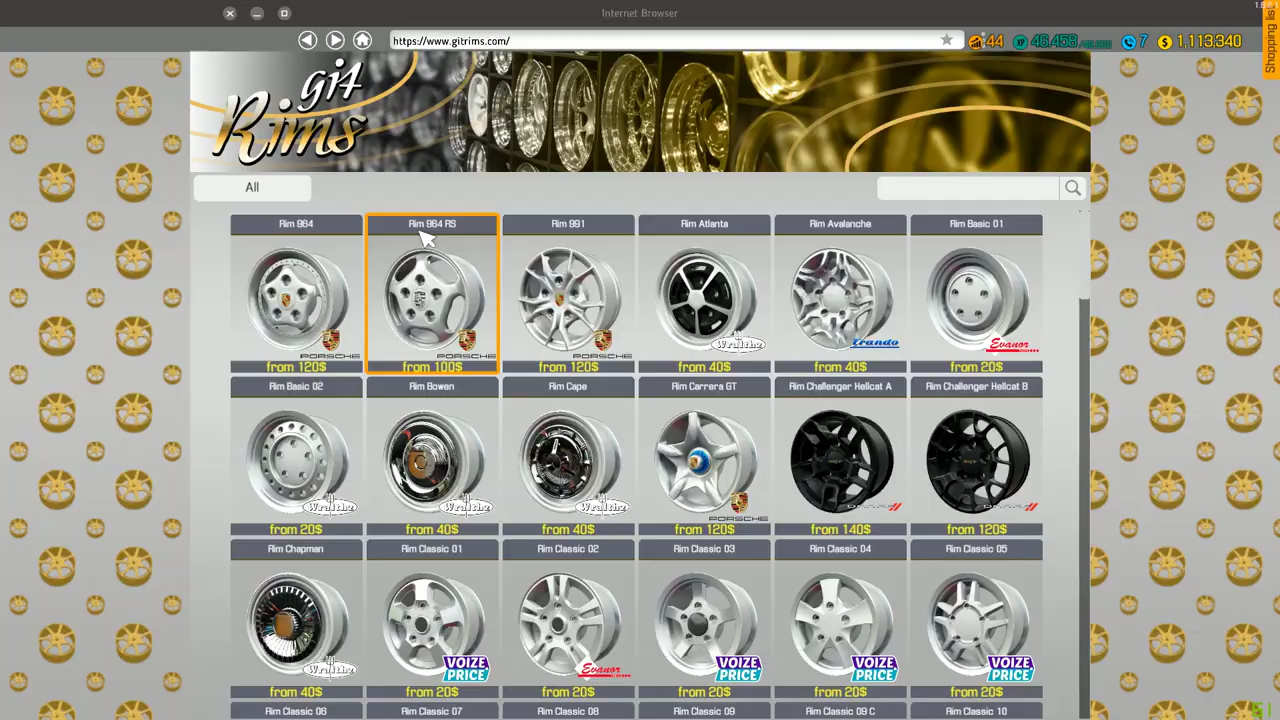 Internet Browser
https://www.gitrims.com/
44
46.458
7
1,113,340
Shopping list
git Rims
All
Rim 964
Rim 964 RS
Rim 991
Rim Atlanta
Rim Avalanche
Rim Basic 01
PORSCHE
PORSCHE
PORSCHE
Wraithe
Trando
Evanor
from 120$
from 100$
from 120$
from 40$
from 40$
from 20$
Rim Basic 02
Rim Bowen
Rim Cape
Rim Carrera GT
Rim Challenger Hellcat A
Rim Challenger Hellcat B
Wraithe
Wraithe
Wraithe
PORSCHE
from 20$
from 40$
from 40$
from 120$
from 140$
from 120$
Rim Chapman
Rim Classic 01
Rim Classic 02
Rim Classic 03
Rim Classic 04
Rim Classic 05
Wraithe
VOIZE PRICE
Evanor
VOIZE PRICE
VOIZE PRICE
VOIZE PRICE
from 40$
from 20$
from 20$
from 20$
from 20$
from 20$
Rim Classic 06
Rim Classic 07
Rim Classic 08
Rim Classic 09
Rim Classic 09 C
Rim Classic 10
51